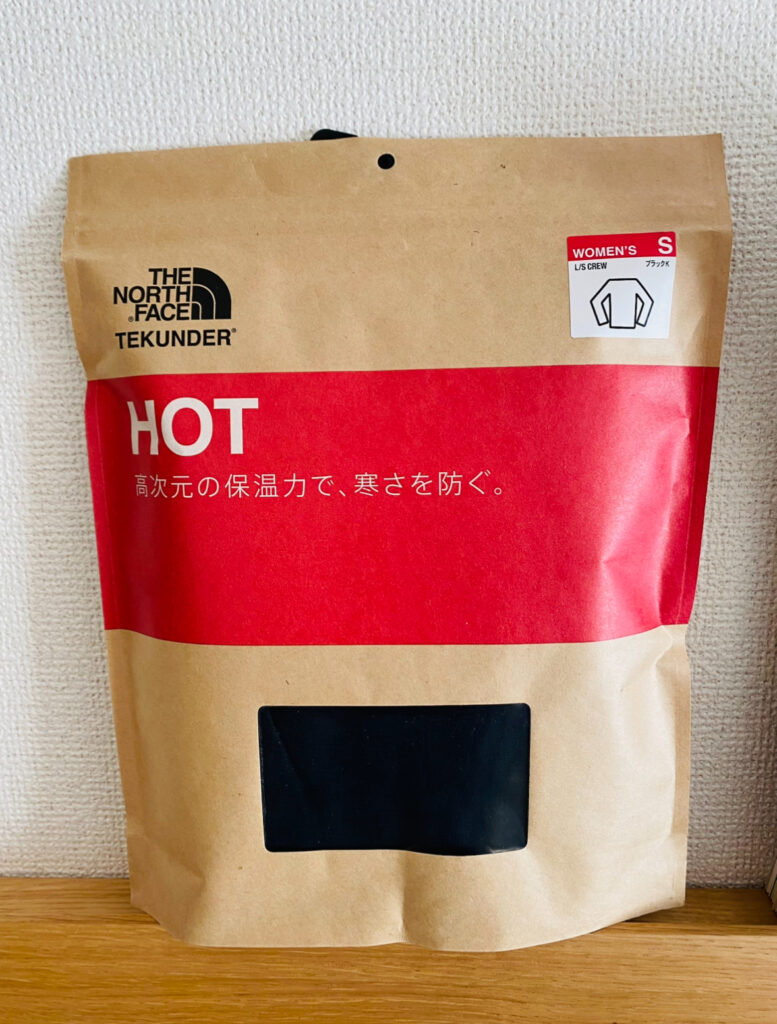 THE
NORTH
FACE
TEKUNDER®
WOMEN'S S
L/S CREW ブラックK
HOT
高次元の保温力で、寒さを防ぐ。